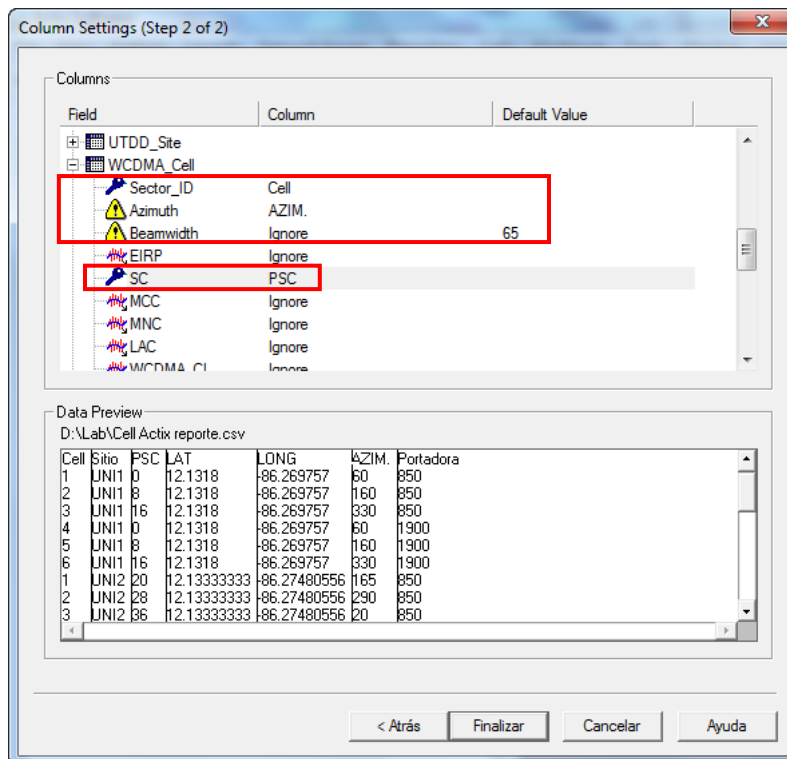 Column Settings (Step 2 of 2)
Columns
Field Column Default Value
UTDD_Site
WCDMA_Cell
Sector_ID Cell
Azimuth AZIM.
Beamwidth Ignore 65
EIRP Ignore
SC PSC
MCC Ignore
MNC Ignore
LAC Ignore
WCDMA_CI Ignore
Data Preview
D:\Lab\Cell Actix reporte.csv
Cell Sitio PSC LAT LONG AZIM. Portadora
1 UNI1 0 12.1318 -86.269757 60 850
2 UNI1 8 12.1318 -86.269757 160 850
3 UNI1 16 12.1318 -86.269757 330 850
4 UNI1 0 12.1318 -86.269757 60 1900
5 UNI1 8 12.1318 -86.269757 160 1900
6 UNI1 16 12.1318 -86.269757 330 1900
1 UNI2 20 12.13333333 -86.27480556 165 850
2 UNI2 28 12.13333333 -86.27480556 290 850
3 UNI2 36 12.13333333 -86.27480556 20 850
< Atrás Finalizar Cancelar Ayuda